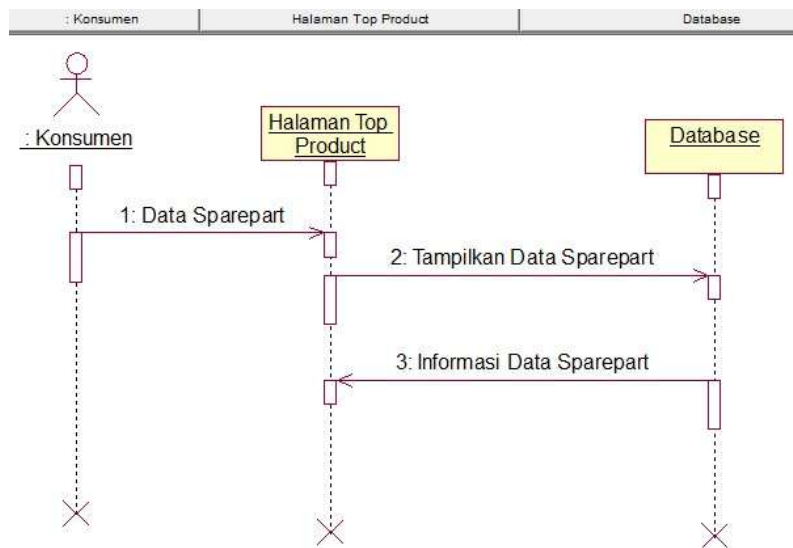 : Konsumen
Halaman Top Product
Database
: Konsumen
Halaman Top
Product
Database
1: Data Sparepart
2: Tampilkan Data Sparepart
3: Informasi Data Sparepart